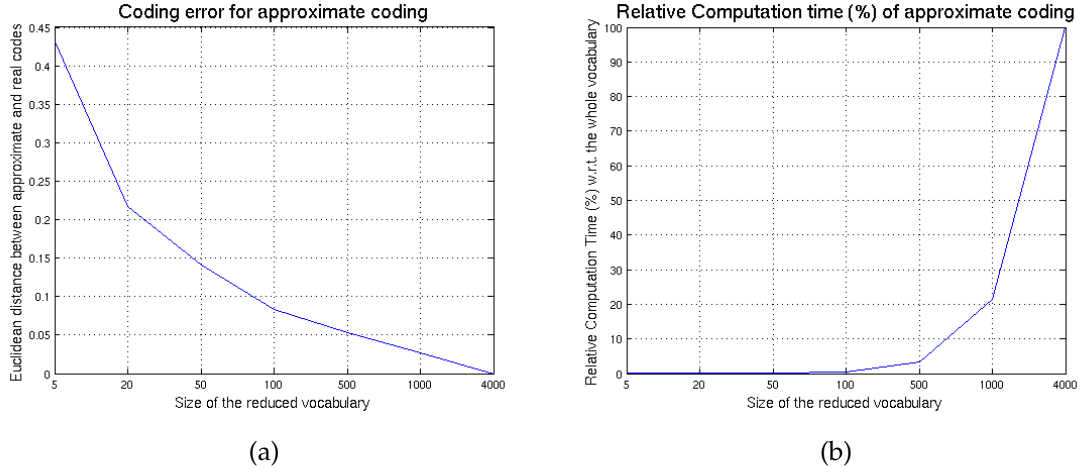 Coding error for approximate coding
Euclidean distance between approximate and real codes
0.45
0.4
0.35
0.3
0.25
0.2
0.15
0.1
0.05
0
5 20 50 100 500 1000 4000
Size of the reduced vocabulary
(a)
Relative Computation time (%) of approximate coding
Relative Computation Time (%) w.r.t. the whole vocabulary
100
90
80
70
60
50
40
30
20
10
0
5 20 50 100 500 1000 4000
Size of the reduced vocabulary
(b)